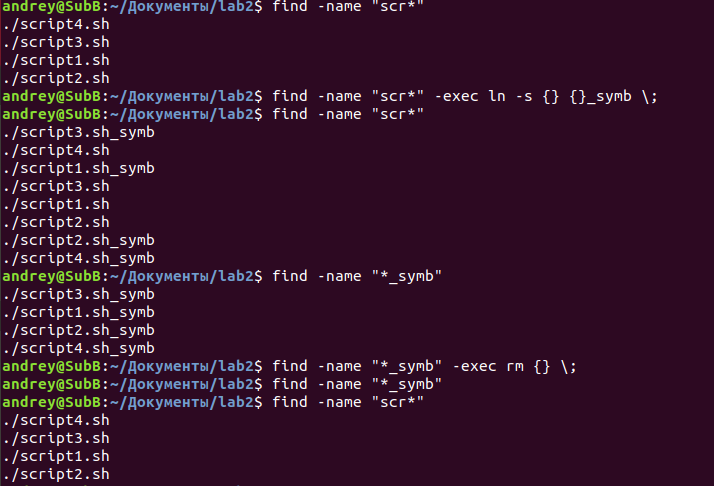 andrey@SubB:~/Документы/lab2$ find -name "scr*"
./script4.sh
./script3.sh
./script1.sh
./script2.sh
andrey@SubB:~/Документы/lab2$ find -name "scr*" -exec ln -s {} {}_symb \;
andrey@SubB:~/Документы/lab2$ find -name "scr*"
./script3.sh_symb
./script4.sh
./script1.sh_symb
./script3.sh
./script1.sh
./script2.sh
./script2.sh_symb
./script4.sh_symb
andrey@SubB:~/Документы/lab2$ find -name "*_symb"
./script3.sh_symb
./script1.sh_symb
./script2.sh_symb
./script4.sh_symb
andrey@SubB:~/Документы/lab2$ find -name "*_symb" -exec rm {} \;
andrey@SubB:~/Документы/lab2$ find -name "*_symb"
andrey@SubB:~/Документы/lab2$ find -name "scr*"
./script4.sh
./script3.sh
./script1.sh
./script2.sh